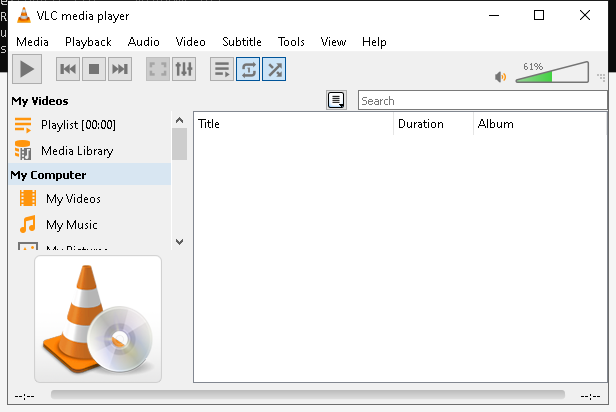 VLC media player
Media Playback Audio Video Subtitle Tools View Help
61%
My Videos
Search
Playlist [00:00]
Title Duration Album
Media Library
My Computer
My Videos
My Music
My Pictures
--:-- --:--